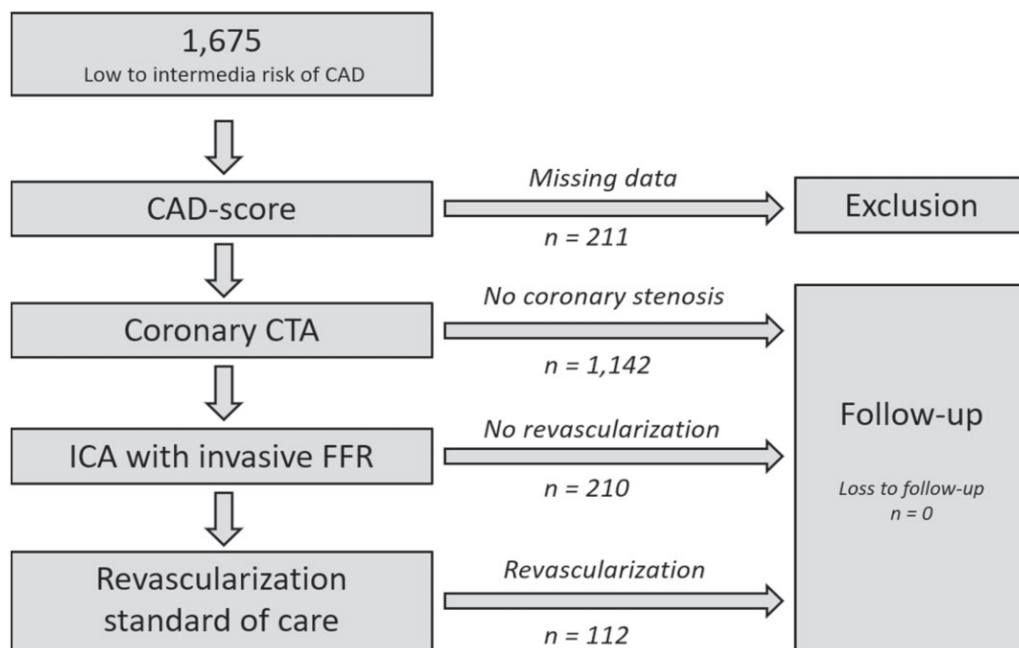 1,675
Low to intermedia risk of CAD
CAD-score
Missing data
n = 211
Exclusion
Coronary CTA
No coronary stenosis
n = 1,142
ICA with invasive FFR
No revascularization
n = 210
Follow-up
Loss to follow-up
n = 0
Revascularization
standard of care
Revascularization
n = 112